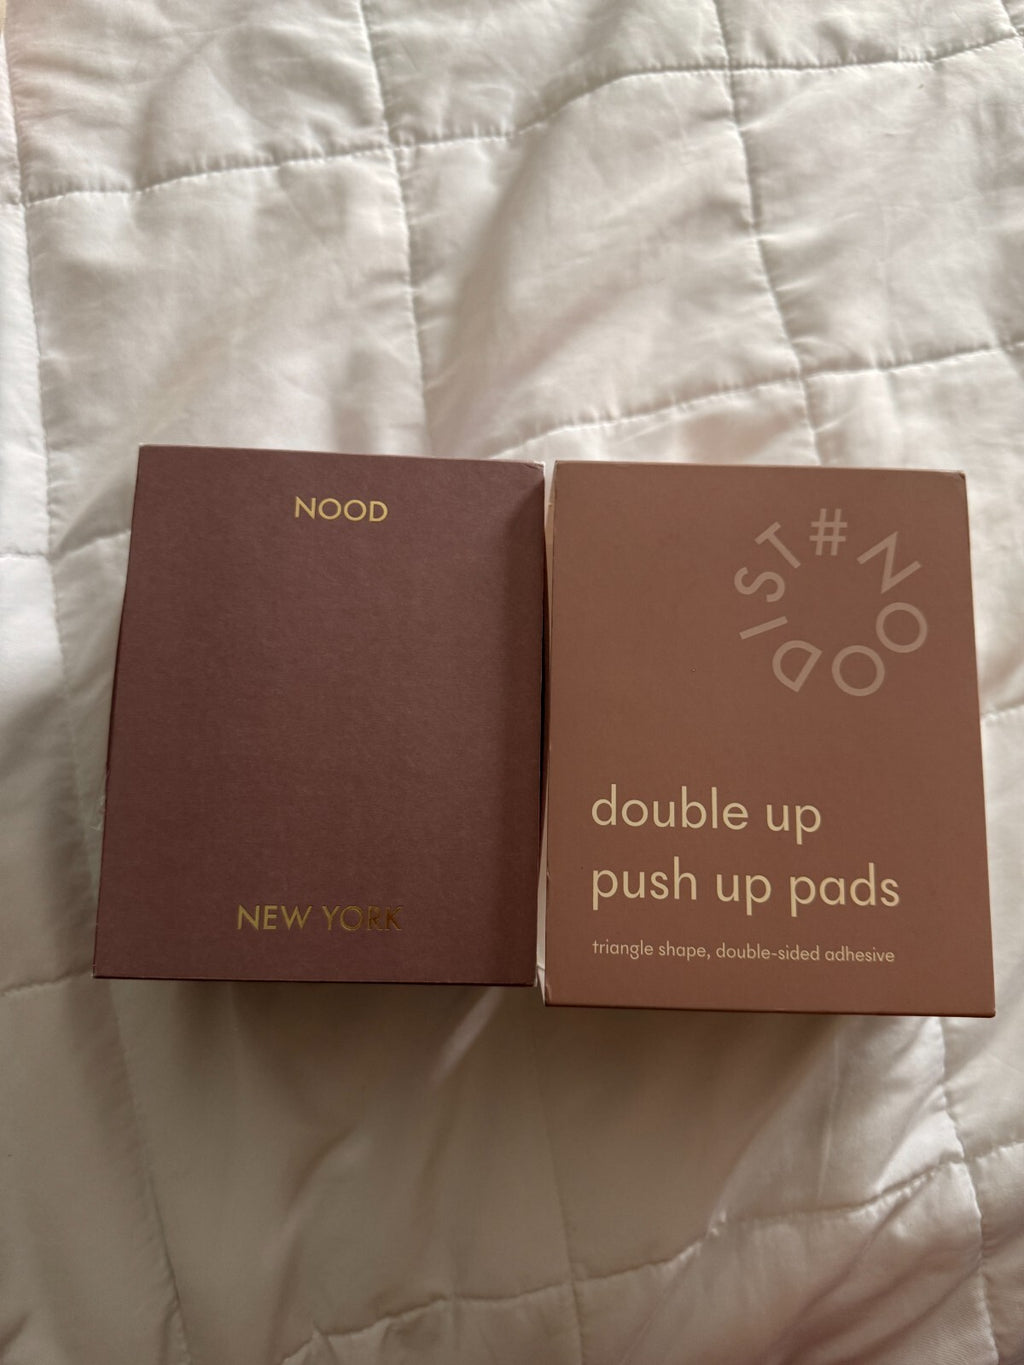 NOOD
NEW YORK
#NOODIST
double up
push up pads
triangle shape, double-sided adhesive